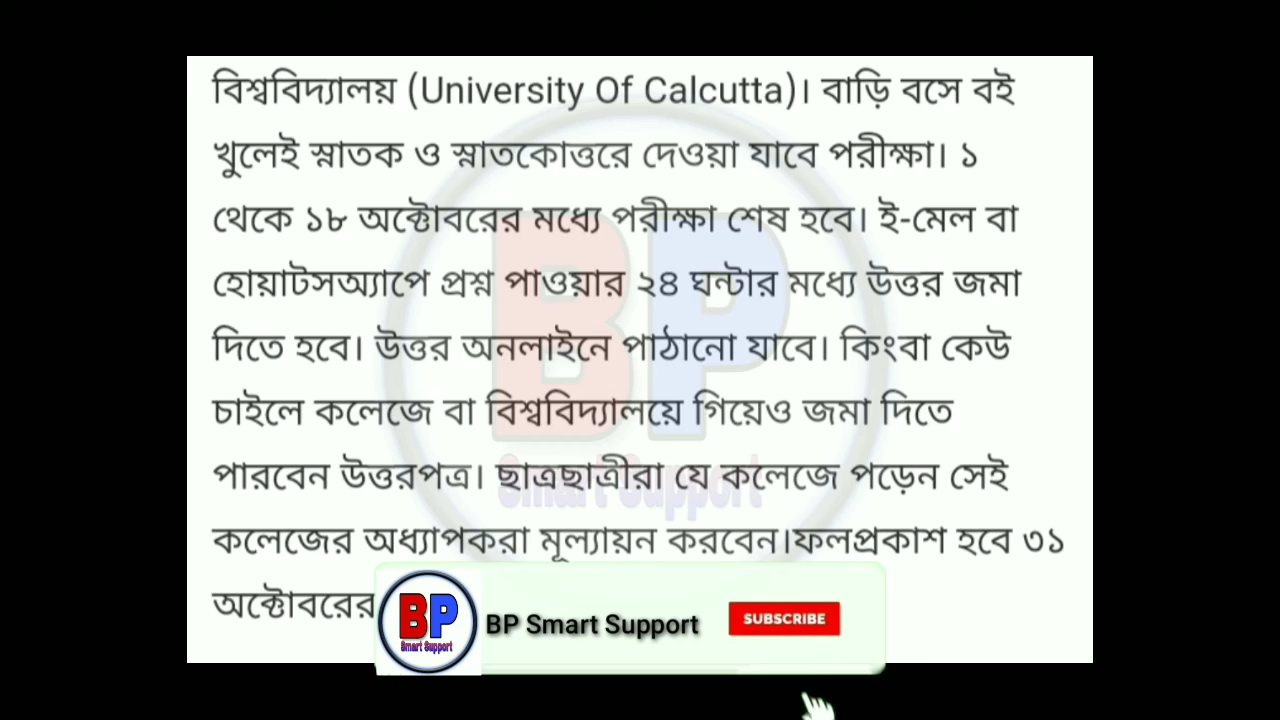 বিশ্ববিদ্যালয় (University Of Calcutta)। বাড়ি বসে বই
খুলেই স্নাতক ও স্নাতকোত্তরে দেওয়া যাবে পরীক্ষা। ১
থেকে ১৮ অক্টোবরের মধ্যে পরীক্ষা শেষ হবে। ই-মেল বা
হোয়াটসঅ্যাপে প্রশ্ন পাওয়ার ২৪ ঘন্টার মধ্যে উত্তর জমা
দিতে হবে। উত্তর অনলাইনে পাঠানো যাবে। কিংবা কেউ
চাইলে কলেজে বা বিশ্ববিদ্যালয়ে গিয়েও জমা দিতে
পারবেন উত্তরপত্র। ছাত্রছাত্রীরা যে কলেজে পড়েন সেই
কলেজের অধ্যাপকরা মূল্যায়ন করবেন।ফলপ্রকাশ হবে ৩১
অক্টোবরের
BP
Smart Support
BP
Smart Support
BP Smart Support
SUBSCRIBE